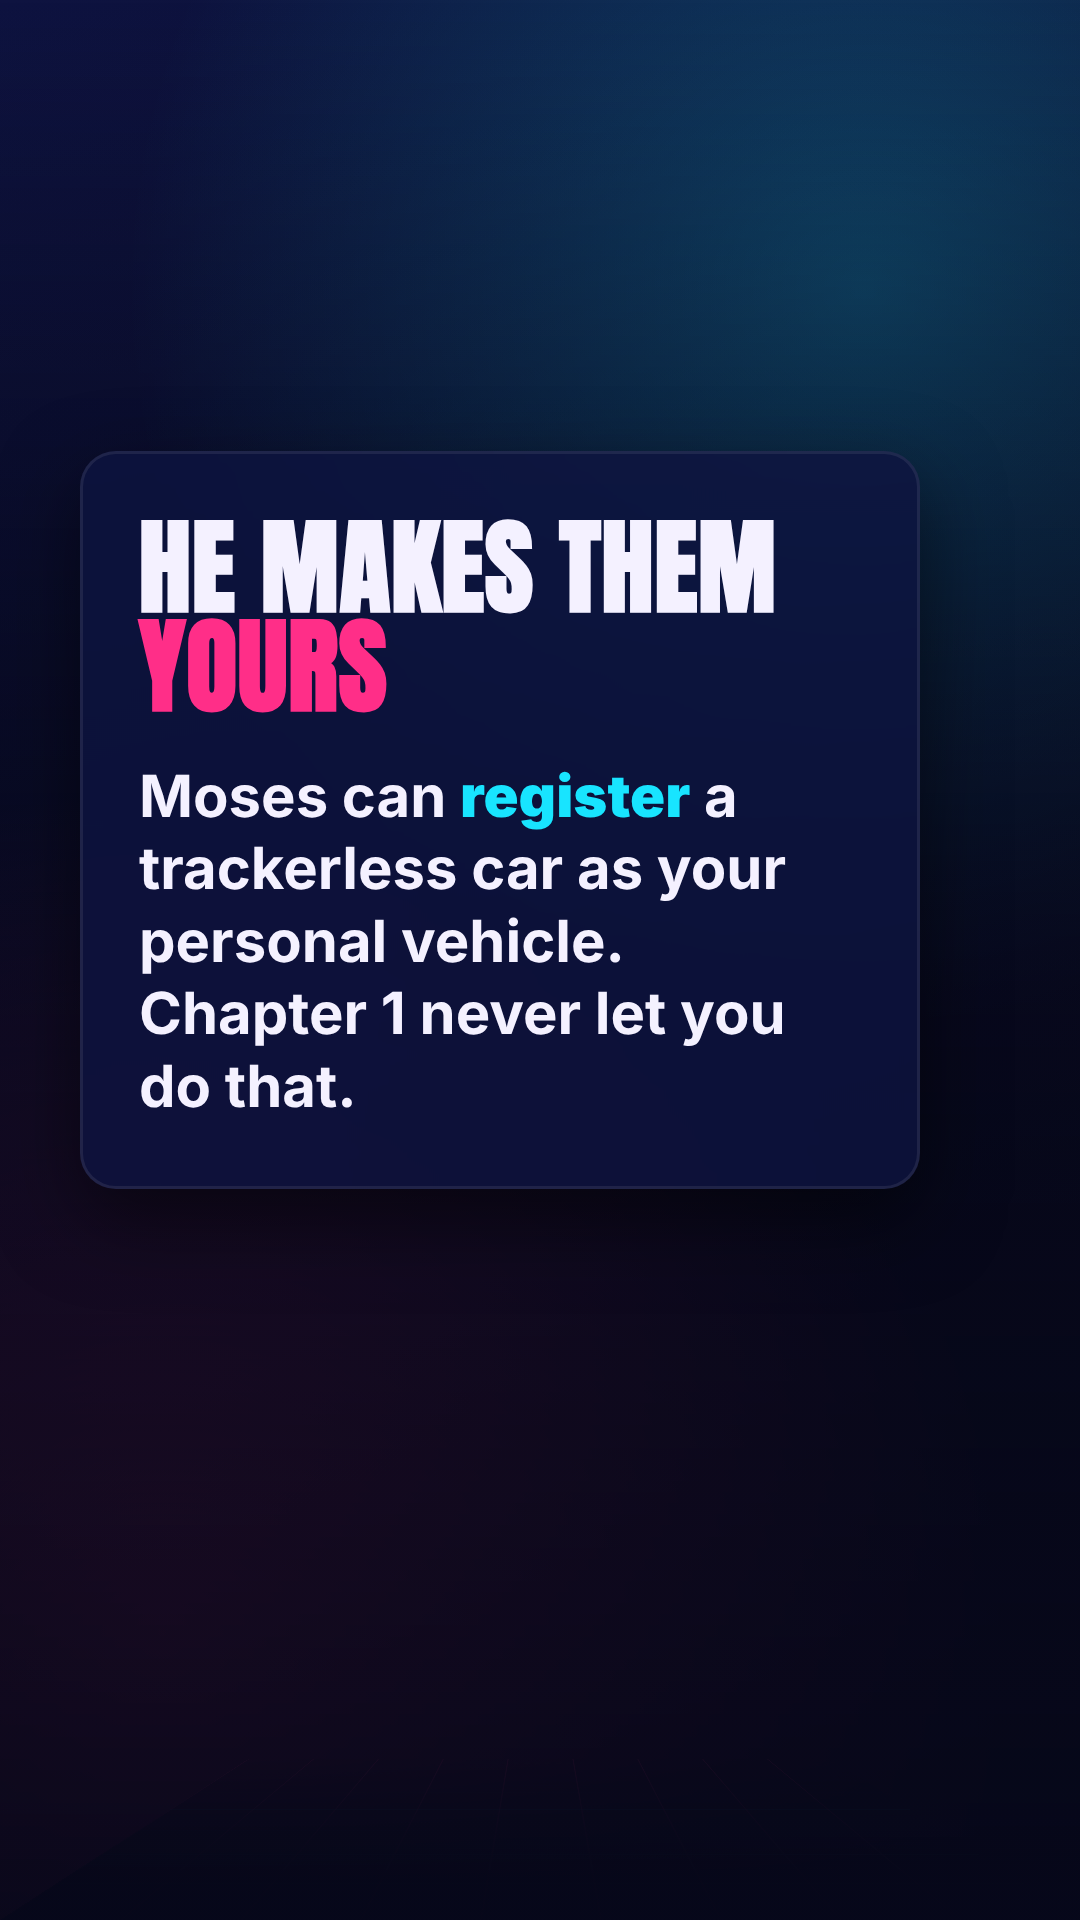 HE MAKES THEM
YOURS
Moses can register a
trackerless car as your
personal vehicle.
Chapter 1 never let you
do that.